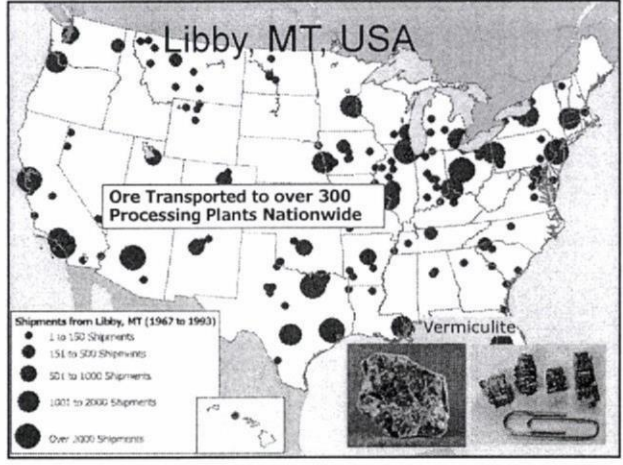 Libby, MT, USA
Ore Transported to over 300
Processing Plants Nationwide
Shipments from Libby, MT (1967 to 1993)
1 to 150 Shipments
151 to 500 Shipments
501 to 1000 Shipments
1001 to 2000 Shipments
Over 3000 Shipments
Vermiculite